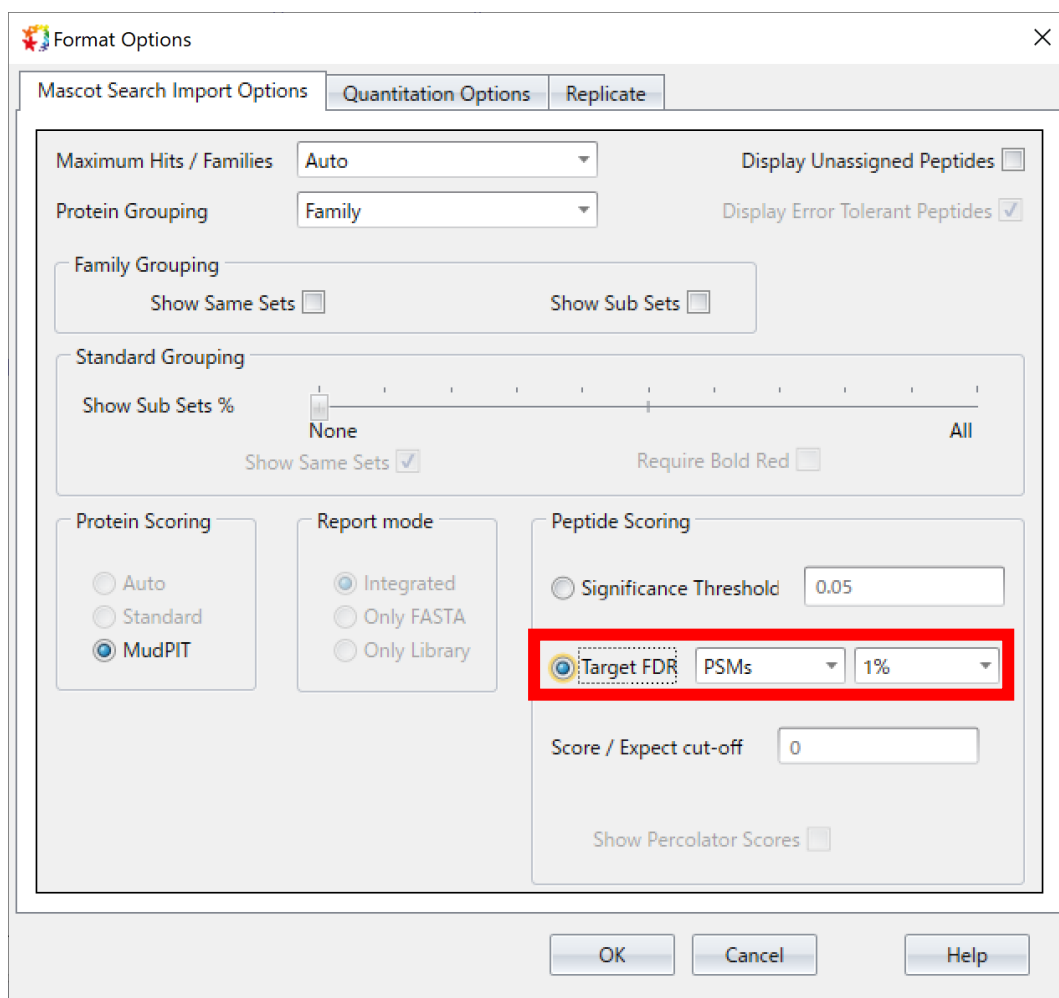 Format Options
Mascot Search Import Options Quantitation Options Replicate
Maximum Hits / Families Auto Display Unassigned Peptides
Protein Grouping Family Display Error Tolerant Peptides
Family Grouping
Show Same Sets Show Sub Sets
Standard Grouping
Show Sub Sets %
None All
Show Same Sets Require Bold Red
Protein Scoring Report mode Peptide Scoring
Auto Integrated Significance Threshold 0.05
Standard Only FASTA
MudPIT Only Library Target FDR PSMs 1%
Score / Expect cut-off 0
Show Percolator Scores
OK Cancel Help